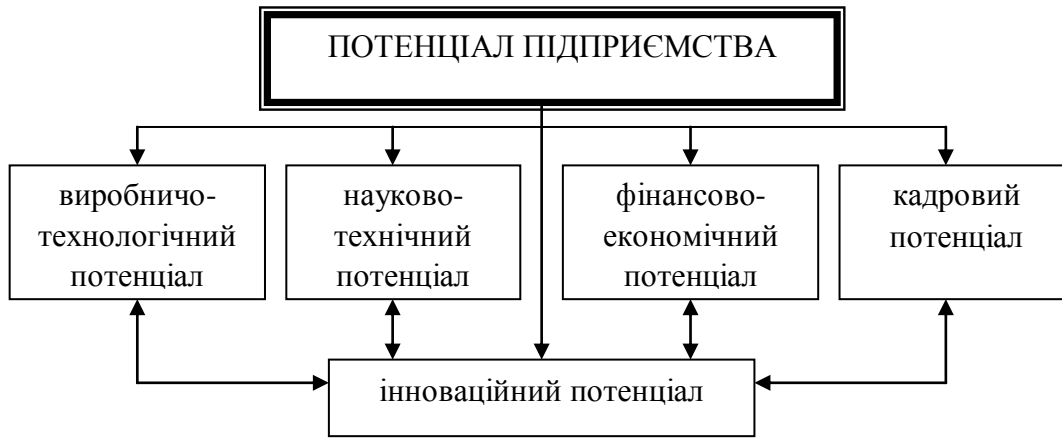 ПОТЕНЦІАЛ ПІДПРИЄМСТВА
виробничо-
технологічний
потенціал
науково-
технічний
потенціал
фінансово-
економічний
потенціал
кадровий
потенціал
інноваційний потенціал